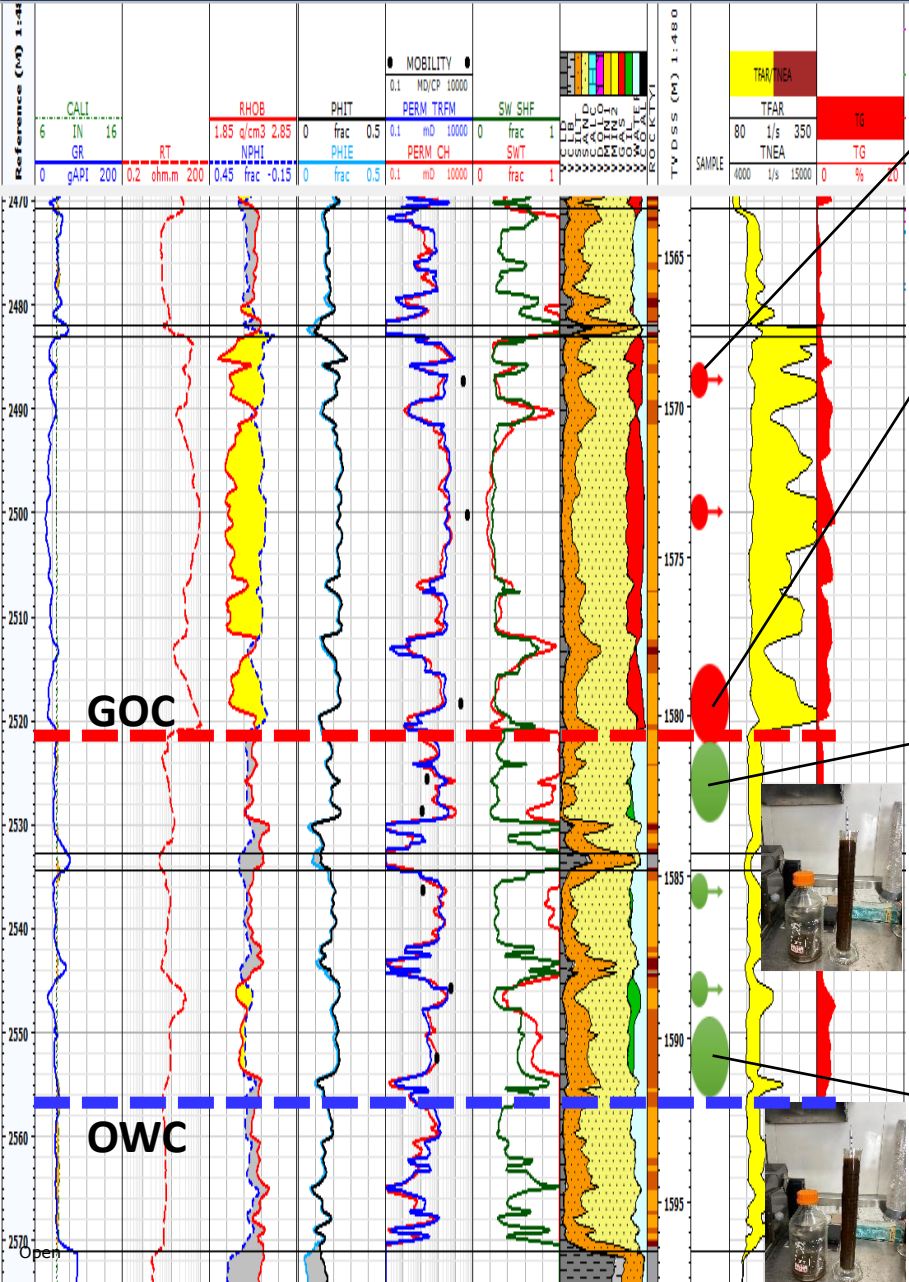 Reference (M) 1:48
CALI
6 IN 16
GR
0 gAPI 200
RT
0.2 ohm.m 200
RHOB
1.85 g/cm3 2.85
NPHI
0.45 frac -0.15
PHIT
0 frac 0.5
PHIE
0 frac 0.5
MOBILITY
0.1 MD/CP 10000
PERM TRFM
0.1 mD 10000
PERM CH
0.1 mD 10000
SW SHF
0 frac 1
SWT
0 frac 1
TVDSS (M) 1:480
SAMPLE
TFAR/TNEA
TFAR
80 1/s 350
TNEA
4000 1/s 15000
TG
TG
0 % 20
2470
2480
2490
2500
2510
2520
2530
2540
2550
2560
2570
1565
1570
1575
1580
1585
1590
1595
GOC
OWC
Open